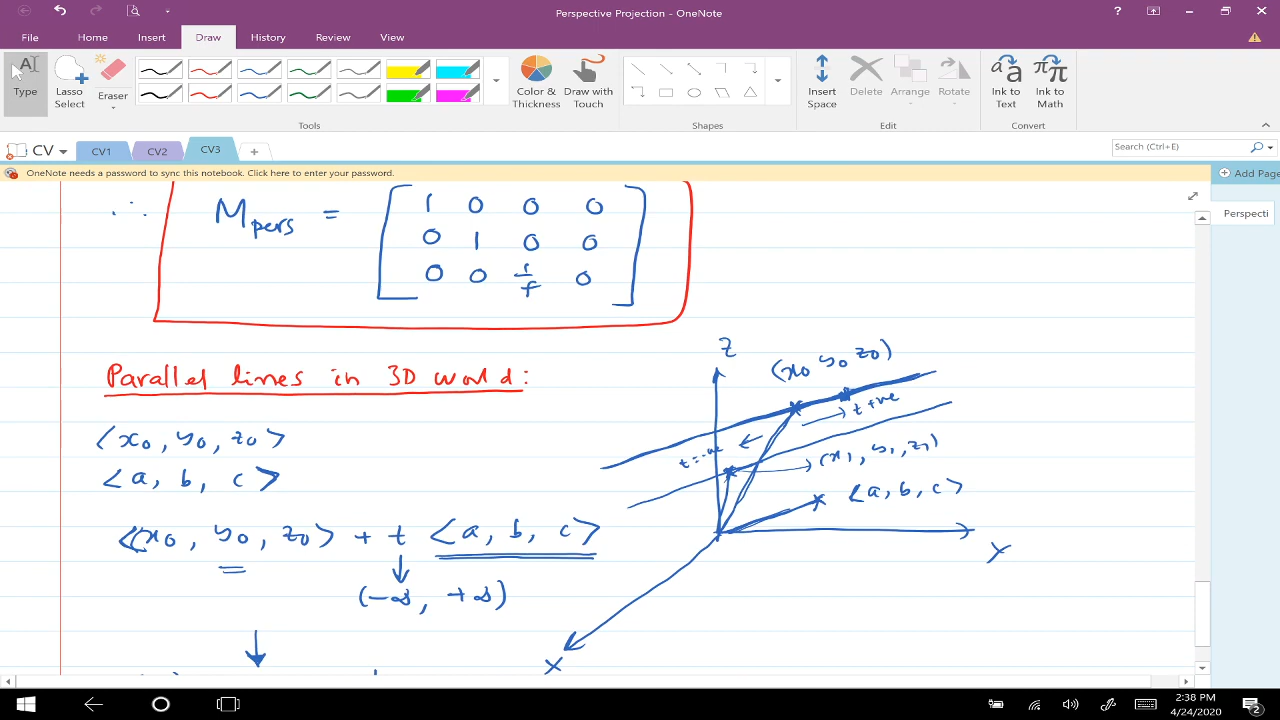 Perspective Projection - OneNote
File Home Insert Draw History Review View
Type
Lasso Select
Eraser
Color & Thickness
Draw with Touch
Insert Space
Delete
Arrange
Rotate
Ink to Text
Ink to Math
Tools
Shapes
Edit
Convert
CV
CV1
CV2
CV3
Search (Ctrl+E)
OneNote needs a password to sync this notebook. Click here to enter your password.
Add Page
Perspecti
∴ Mpers =
1 0 0 0
0 1 0 0
0 0 1/f 0
Parallel lines in 3D world:
⟨x0, y0, z0⟩
⟨a, b, c⟩
⟨x0, y0, z0⟩ + t ⟨a, b, c⟩
(-∞, +∞)
Z
(x0 y0 z0)
t +ve
t = -ve
(x1, y1, z1)
⟨a, b, c⟩
Y
X
2:38 PM
4/24/2020
2